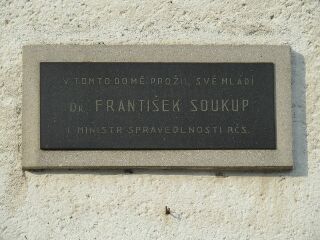 V TOMTO DOMĚ PROŽIL SVÉ MLÁDÍ
DR. FRANTIŠEK SOUKUP
I. MINISTR SPRAVEDLNOSTI RČS.